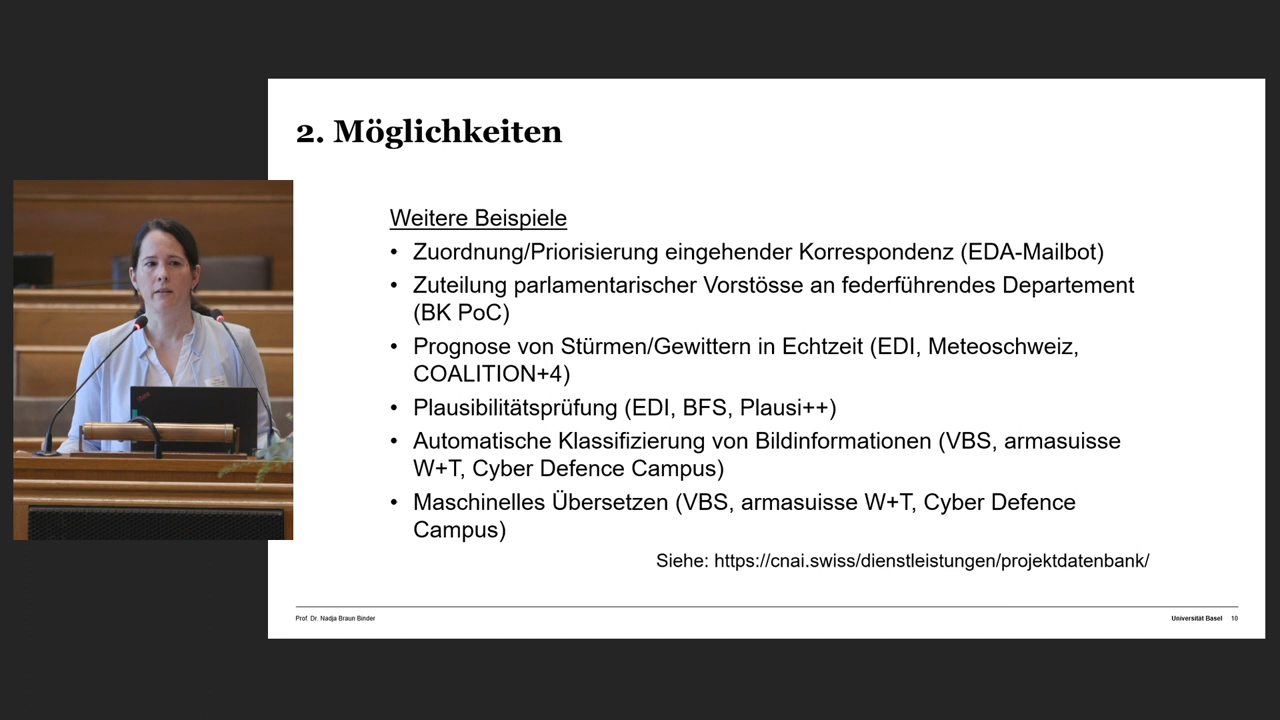 2. Möglichkeiten
Weitere Beispiele
• Zuordnung/Priorisierung eingehender Korrespondenz (EDA-Mailbot)
• Zuteilung parlamentarischer Vorstösse an federführendes Departement
(BK PoC)
• Prognose von Stürmen/Gewittern in Echtzeit (EDI, Meteoschweiz,
COALITION+4)
• Plausibilitätsprüfung (EDI, BFS, Plausi++)
• Automatische Klassifizierung von Bildinformationen (VBS, armasuisse
W+T, Cyber Defence Campus)
• Maschinelles Übersetzen (VBS, armasuisse W+T, Cyber Defence
Campus)
Siehe: https://cnai.swiss/dienstleistungen/projektdatenbank/
Prof. Dr. Nadja Braun Binder
Universität Basel 10